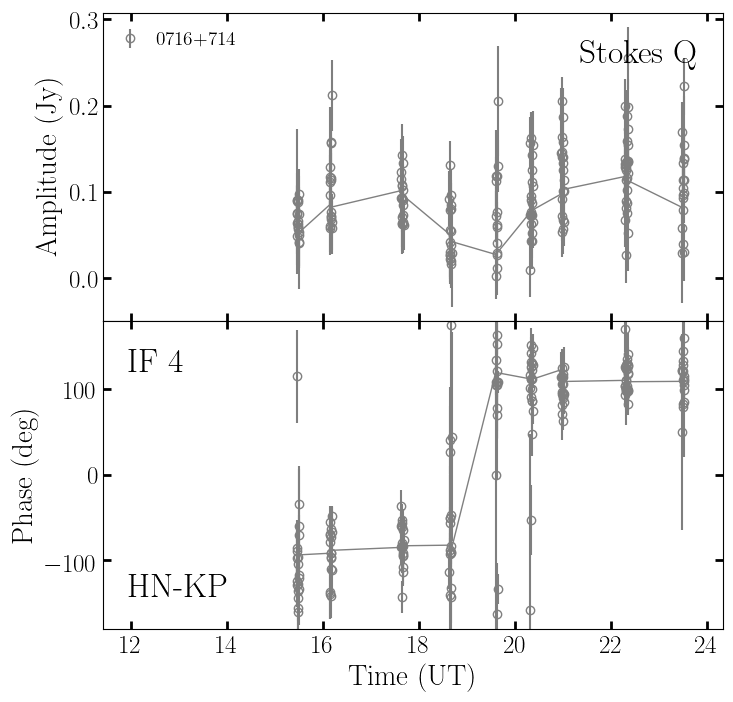 0716+714
Stokes Q
0.3
0.2
0.1
0.0
Amplitude (Jy)
IF 4
HN-KP
100
0
−100
Phase (deg)
12 14 16 18 20 22 24
Time (UT)